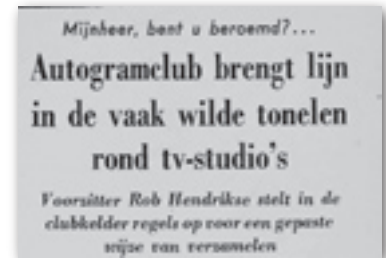 Mijnheer, bent u beroemd?...
Autogramclub brengt lijn
in de vaak wilde tonelen
rond tv-studio's
Voorzitter Rob Hendrikse stelt in de
clubkelder regels op voor een gepaste
wijze van verzamelen